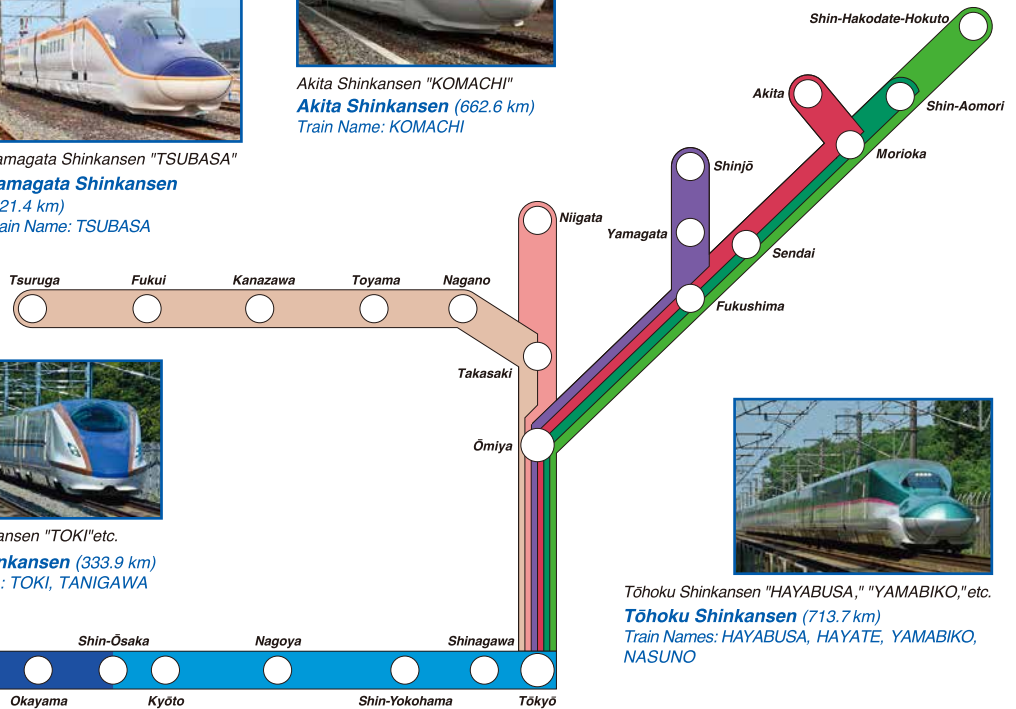 Shin-Hakodate-Hokuto
Akita Shinkansen "KOMACHI"
Akita Shinkansen (662.6 km)
Train Name: KOMACHI
Akita
Shin-Aomori
Morioka
amagata Shinkansen "TSUBASA"
amagata Shinkansen
21.4 km)
ain Name: TSUBASA
Shinjō
Yamagata
Niigata
Sendai
Fukushima
Tsuruga
Fukui
Kanazawa
Toyama
Nagano
Takasaki
Ōmiya
ansen "TOKI"etc.
nkansen (333.9 km)
: TOKI, TANIGAWA
Tōhoku Shinkansen "HAYABUSA," "YAMABIKO,"etc.
Tōhoku Shinkansen (713.7 km)
Train Names: HAYABUSA, HAYATE, YAMABIKO,
NASUNO
Shin-Ōsaka
Nagoya
Shinagawa
Okayama
Kyōto
Shin-Yokohama
Tōkyō